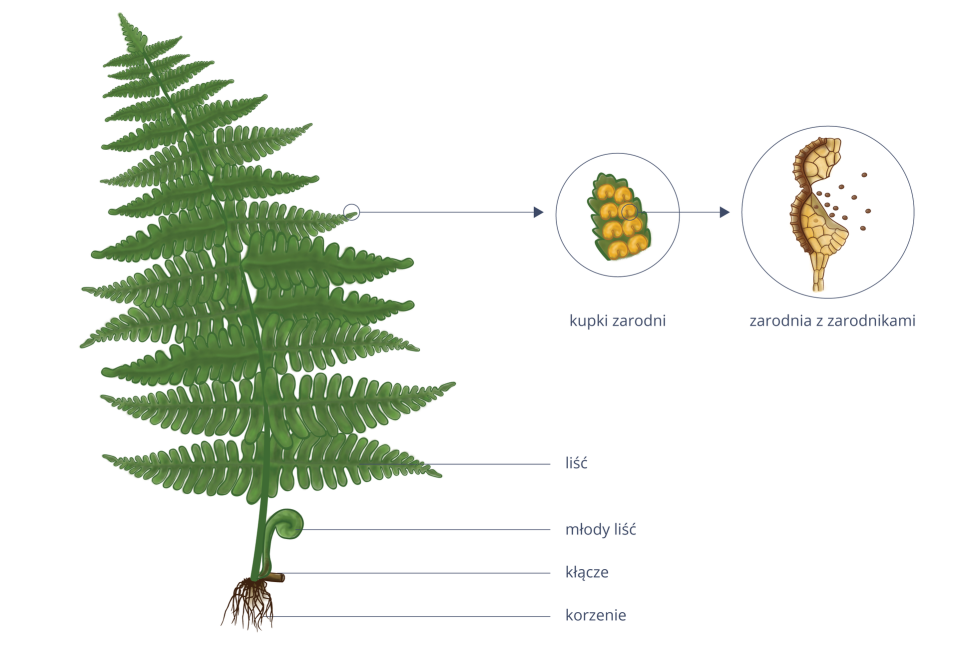 kupki zarodni
zarodnia z zarodnikami
liść
młody liść
kłącze
korzenie